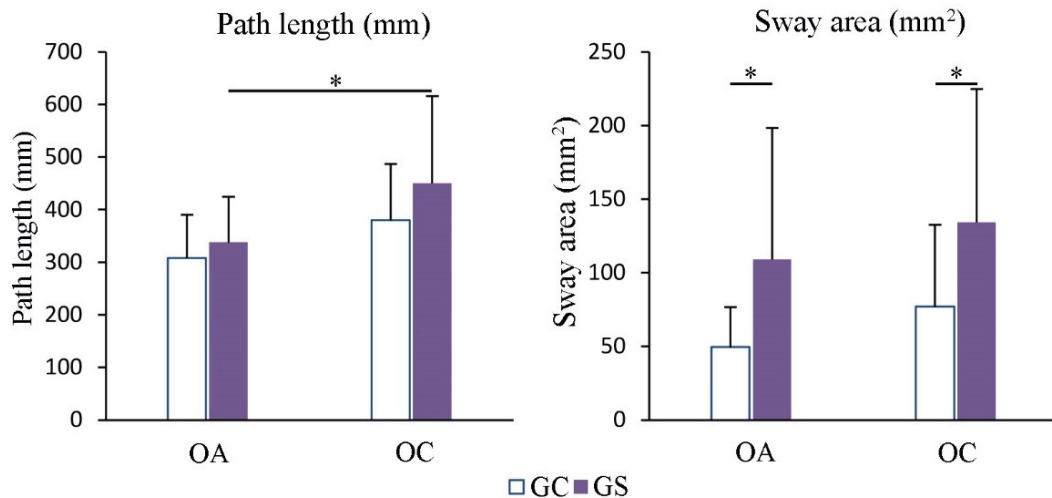 Path length (mm)
Path length (mm)
700
600
500
400
300
200
100
0
*
OA
OC
Sway area (mm²)
Sway area (mm²)
250
200
150
100
50
0
*
*
OA
OC
GC GS